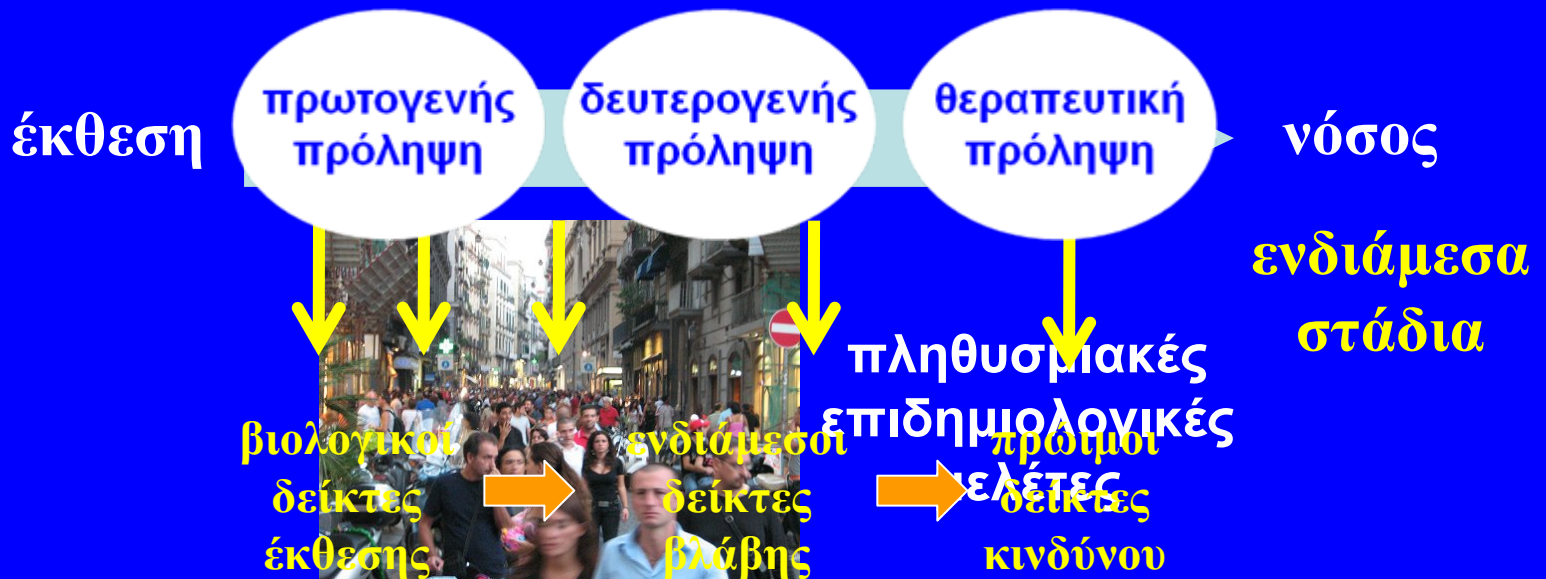 έκθεση
πρωτογενής
πρόληψη
δευτερογενής
πρόληψη
θεραπευτική
πρόληψη
νόσος
ενδιάμεσα
στάδια
πληθυσμιακές
επιδημιολογικές
μελέτες
βιολογικοί
δείκτες
έκθεσης
ενδιάμεσοι
δείκτες
βλάβης
πρώιμοι
δείκτες
κινδύνου